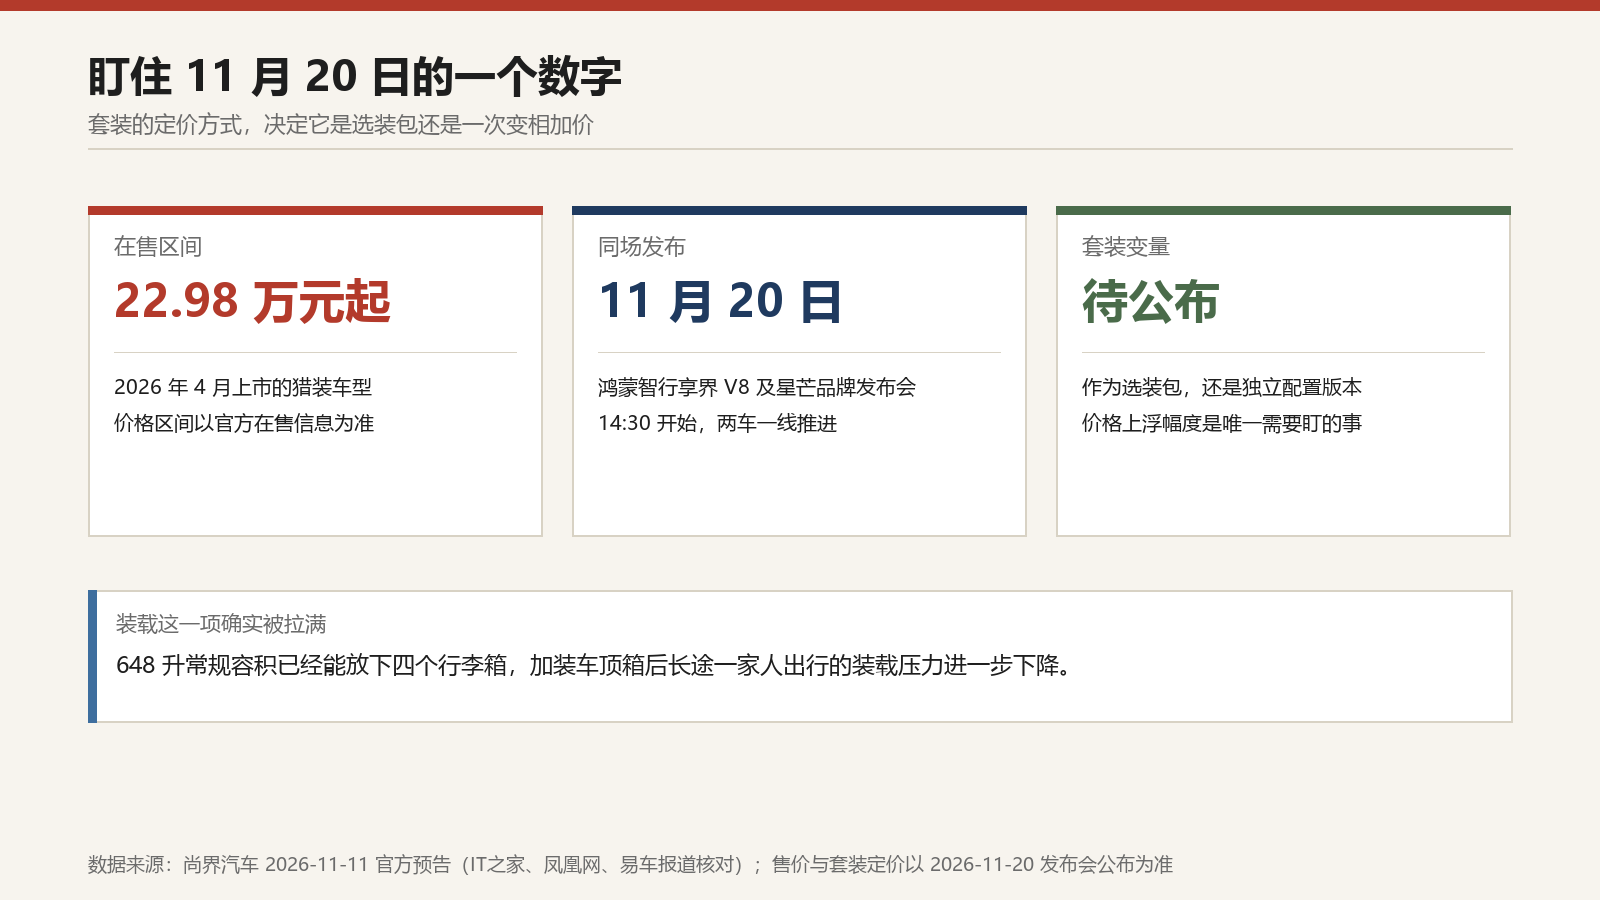 盯住 11 月 20 日的一个数字
套装的定价方式，决定它是选装包还是一次变相加价
在售区间
22.98 万元起
2026 年 4 月上市的猎装车型
价格区间以官方在售信息为准
同场发布
11 月 20 日
鸿蒙智行享界 V8 及星芒品牌发布会
14:30 开始，两车一线推进
套装变量
待公布
作为选装包，还是独立配置版本
价格上浮幅度是唯一需要盯的事
装载这一项确实被拉满
648 升常规容积已经能放下四个行李箱，加装车顶箱后长途一家人出行的装载压力进一步下降。
数据来源：尚界汽车 2026-11-11 官方预告（IT之家、凤凰网、易车报道核对）；售价与套装定价以 2026-11-20 发布会公布为准